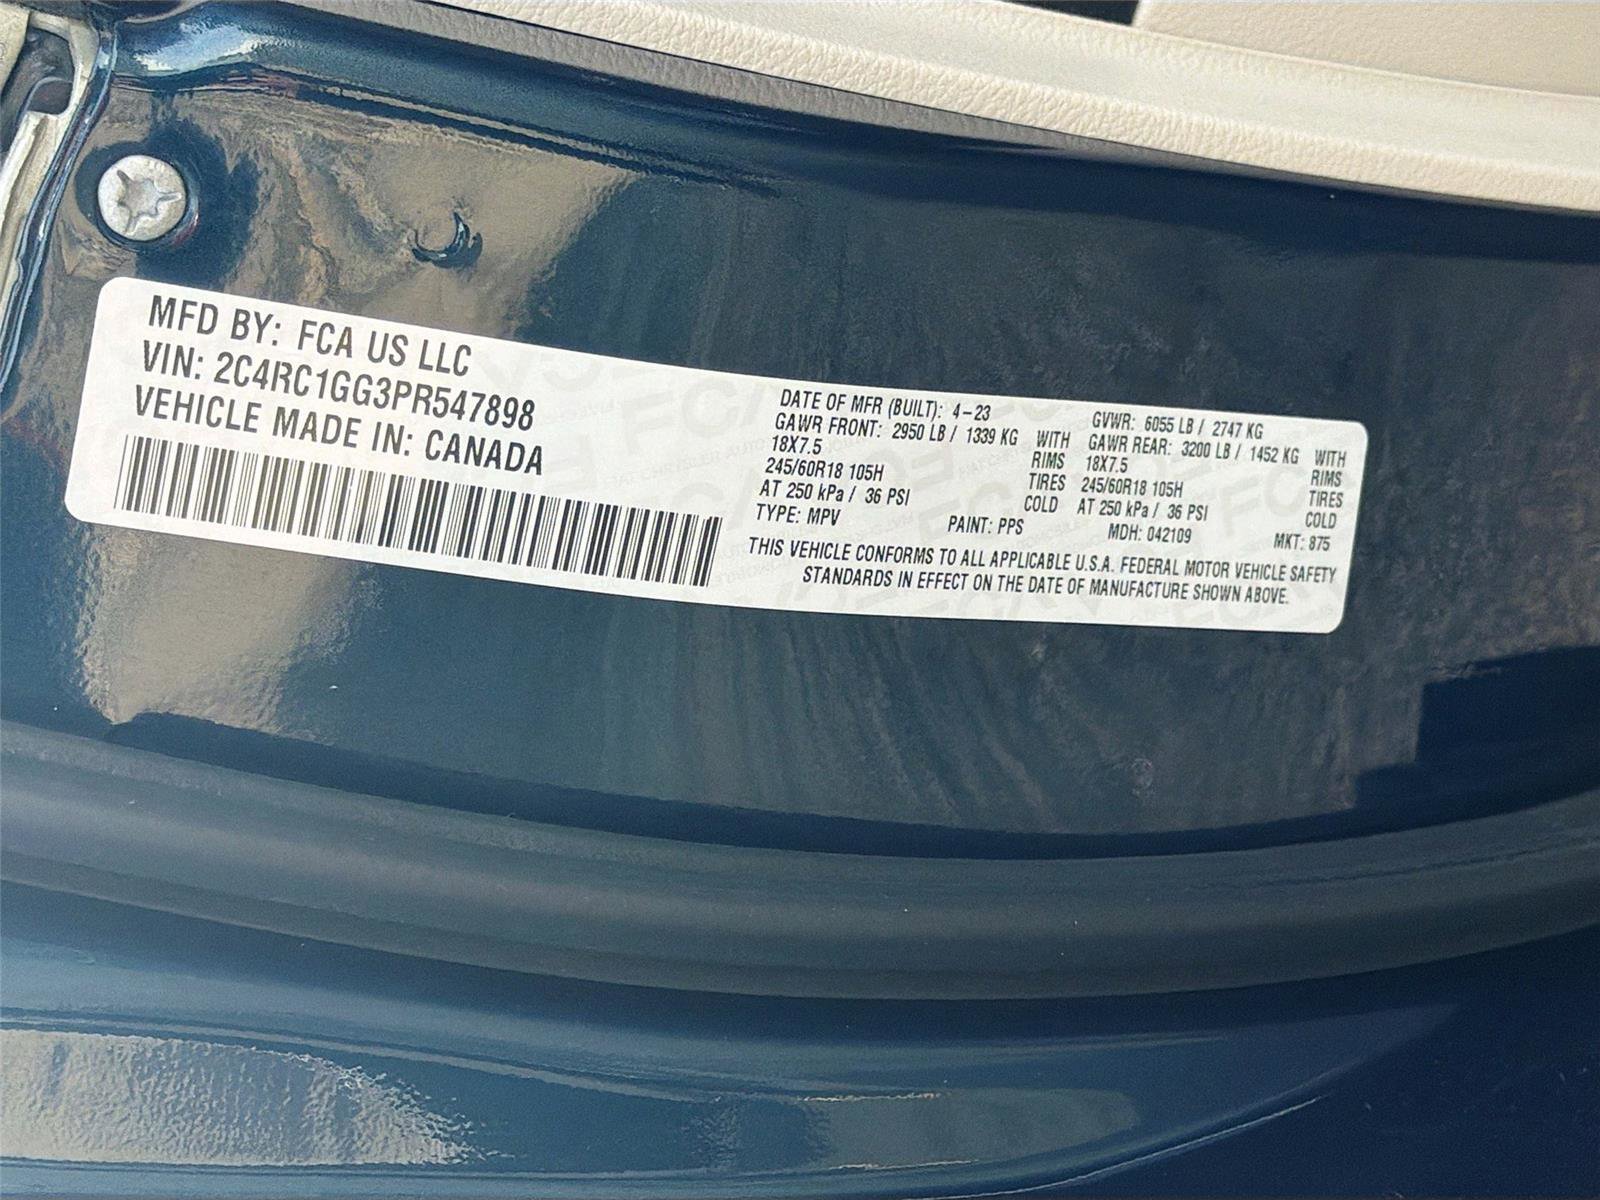 MFD BY: FCA US LLC
VIN: 2C4RC1GG3PR547898
VEHICLE MADE IN: CANADA
DATE OF MFR (BUILT): 4-23 GVWR: 6055 LB / 2747 KG
GAWR FRONT: 2950 LB / 1339 KG WITH GAWR REAR: 3200 LB / 1452 KG WITH
18X7.5 RIMS 18X7.5 RIMS
245/60R18 105H TIRES 245/60R18 105H TIRES
AT 250 kPa / 36 PSI COLD AT 250 kPa / 36 PSI COLD
TYPE: MPV PAINT: PPS MDH: 042109 MKT: 875
THIS VEHICLE CONFORMS TO ALL APPLICABLE U.S.A. FEDERAL MOTOR VEHICLE SAFETY
STANDARDS IN EFFECT ON THE DATE OF MANUFACTURE SHOWN ABOVE.